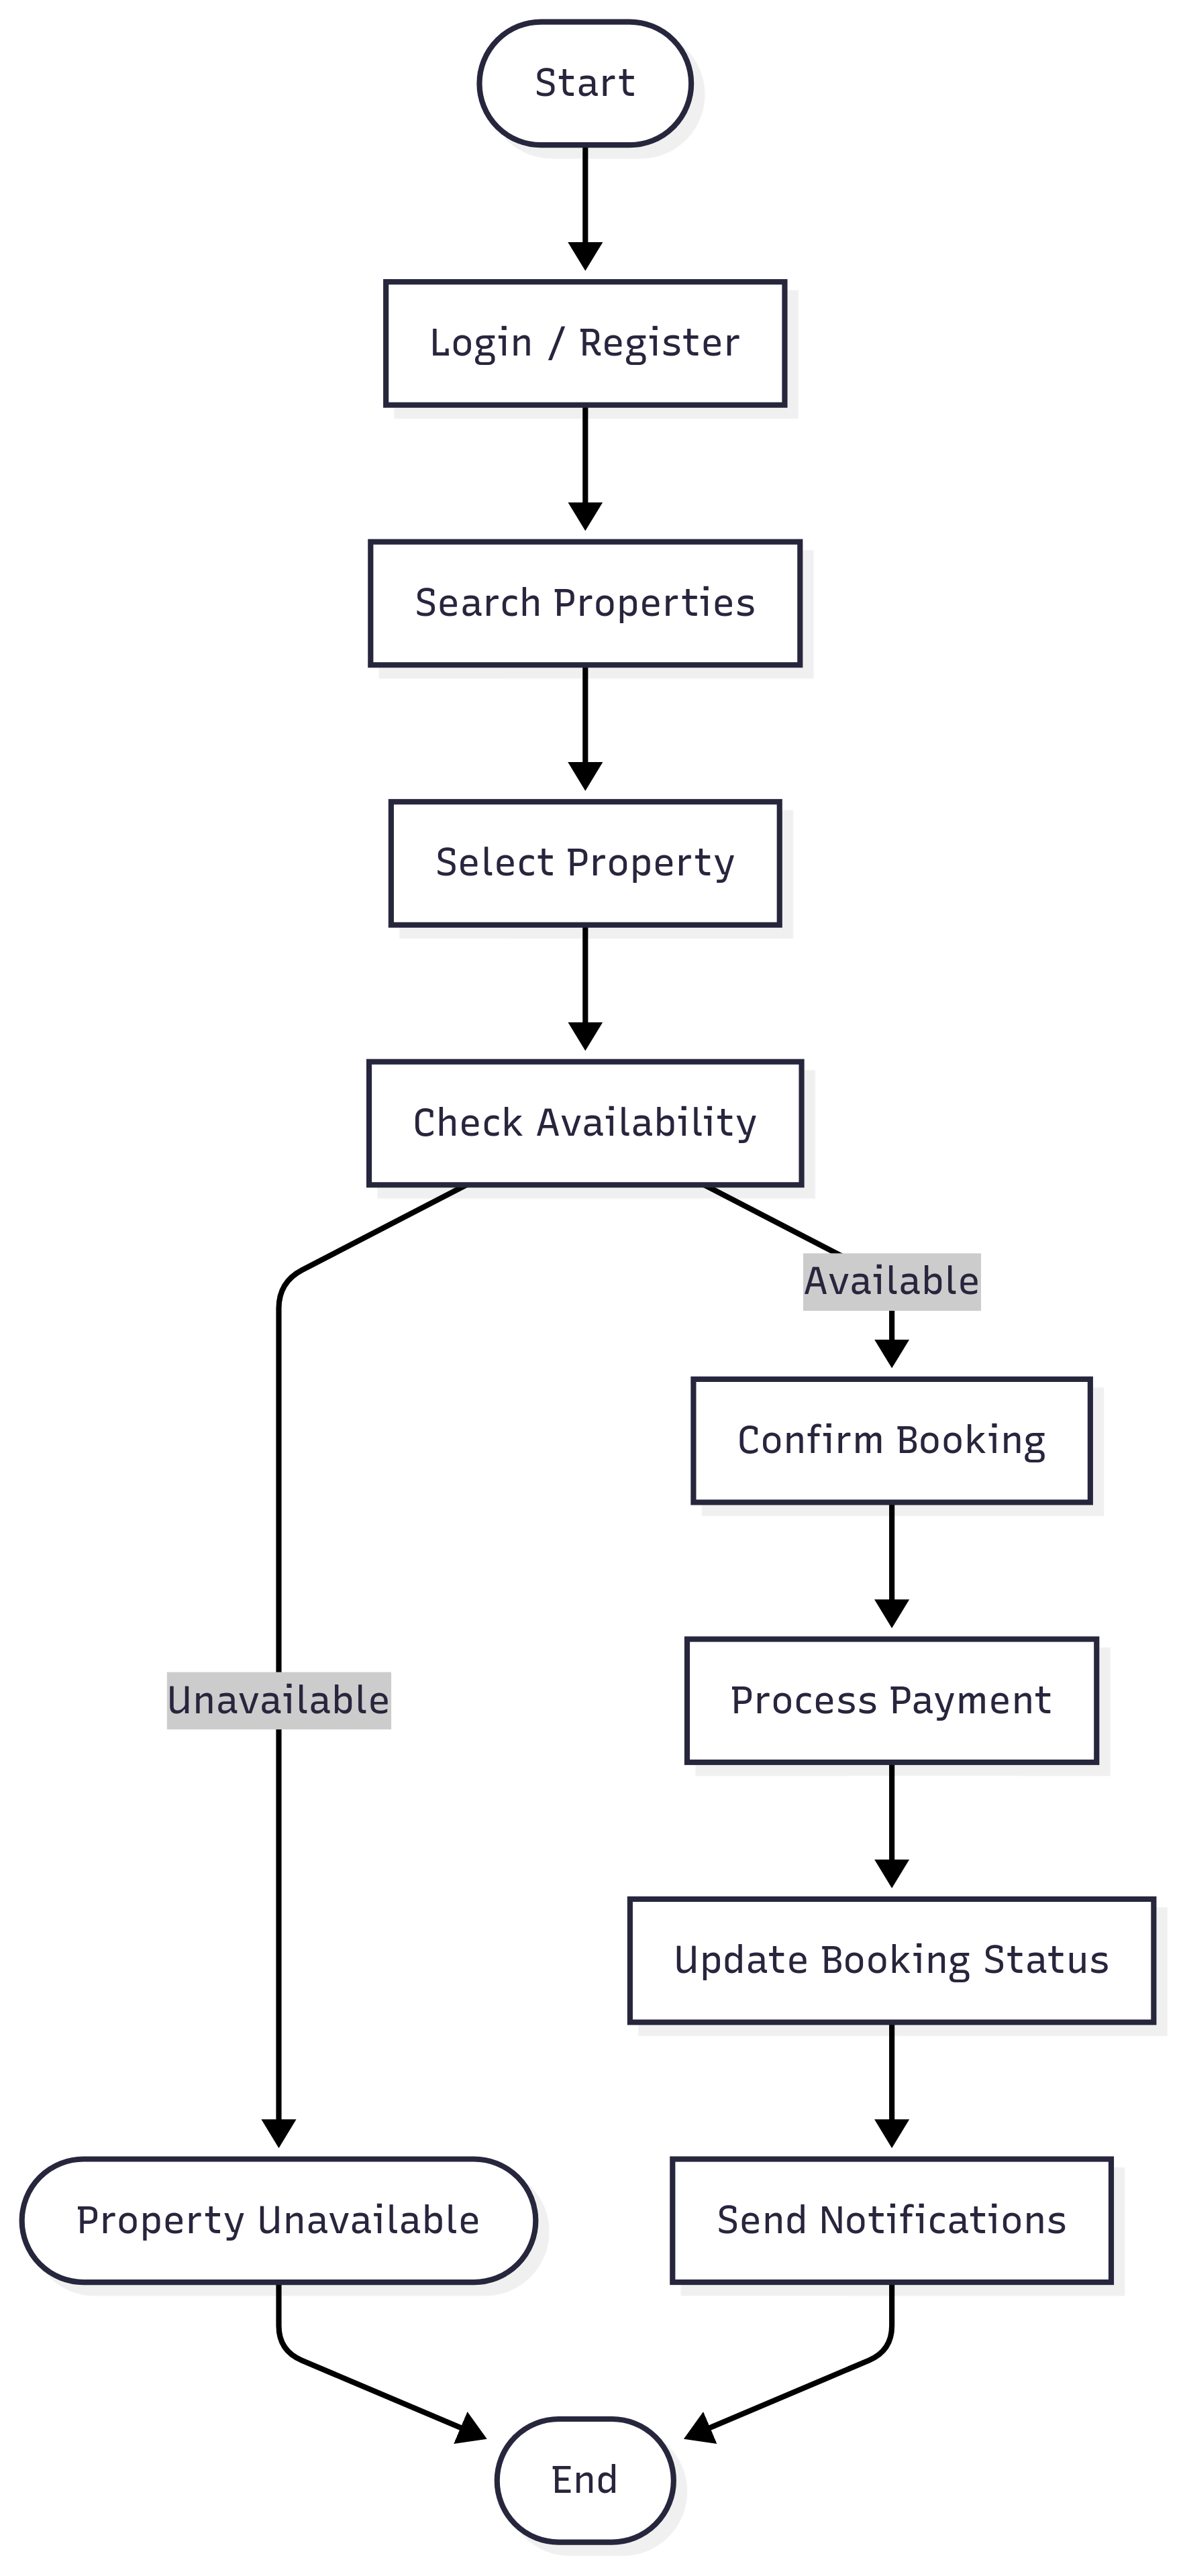 Start
Login / Register
Search Properties
Select Property
Check Availability
Available
Confirm Booking
Unavailable
Process Payment
Update Booking Status
Property Unavailable
Send Notifications
End